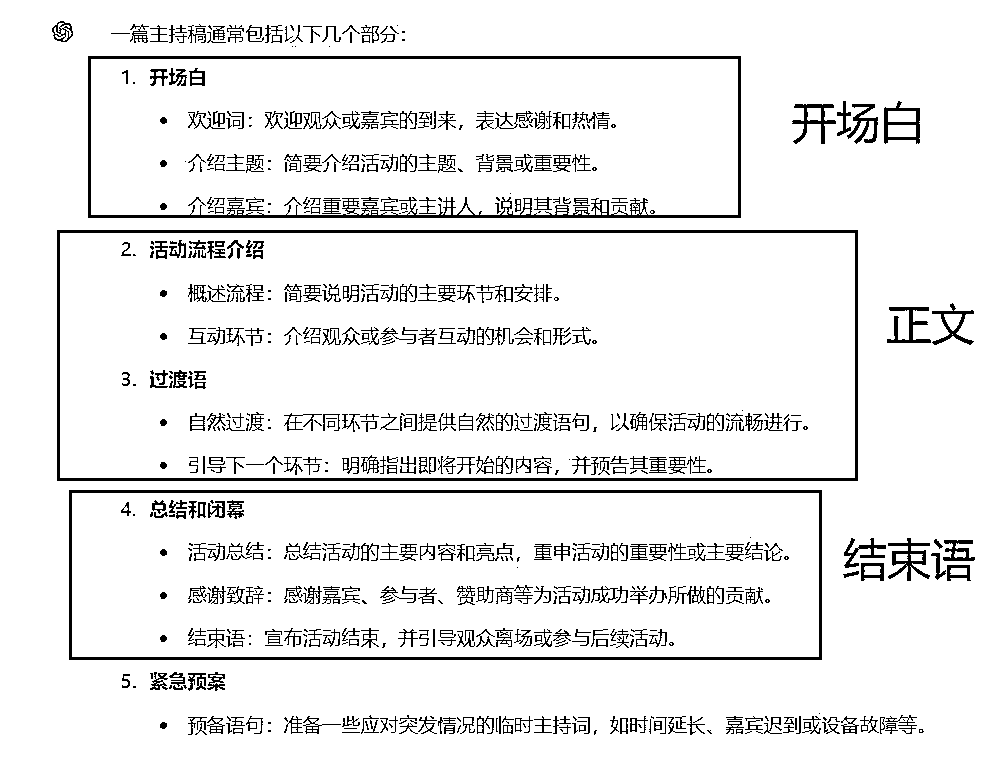 一篇主持稿通常包括以下几个部分：
1. 开场白
• 欢迎词：欢迎观众或嘉宾的到来，表达感谢和热情。
• 介绍主题：简要介绍活动的主题、背景或重要性。
• 介绍嘉宾：介绍重要嘉宾或主讲人，说明其背景和贡献。
开场白
2. 活动流程介绍
• 概述流程：简要说明活动的主要环节和安排。
• 互动环节：介绍观众或参与者互动的机会和形式。
3. 过渡语
• 自然过渡：在不同环节之间提供自然的过渡语句，以确保活动的流畅进行。
• 引导下一个环节：明确指出即将开始的内容，并预告其重要性。
正文
4. 总结和闭幕
• 活动总结：总结活动的主要内容和亮点，重申活动的重要性或主要结论。
• 感谢致辞：感谢嘉宾、参与者、赞助商等为活动成功举办所做的贡献。
• 结束语：宣布活动结束，并引导观众离场或参与后续活动。
结束语
5. 紧急预案
• 预备语句：准备一些应对突发情况的临时主持词，如时间延长、嘉宾迟到或设备故障等。